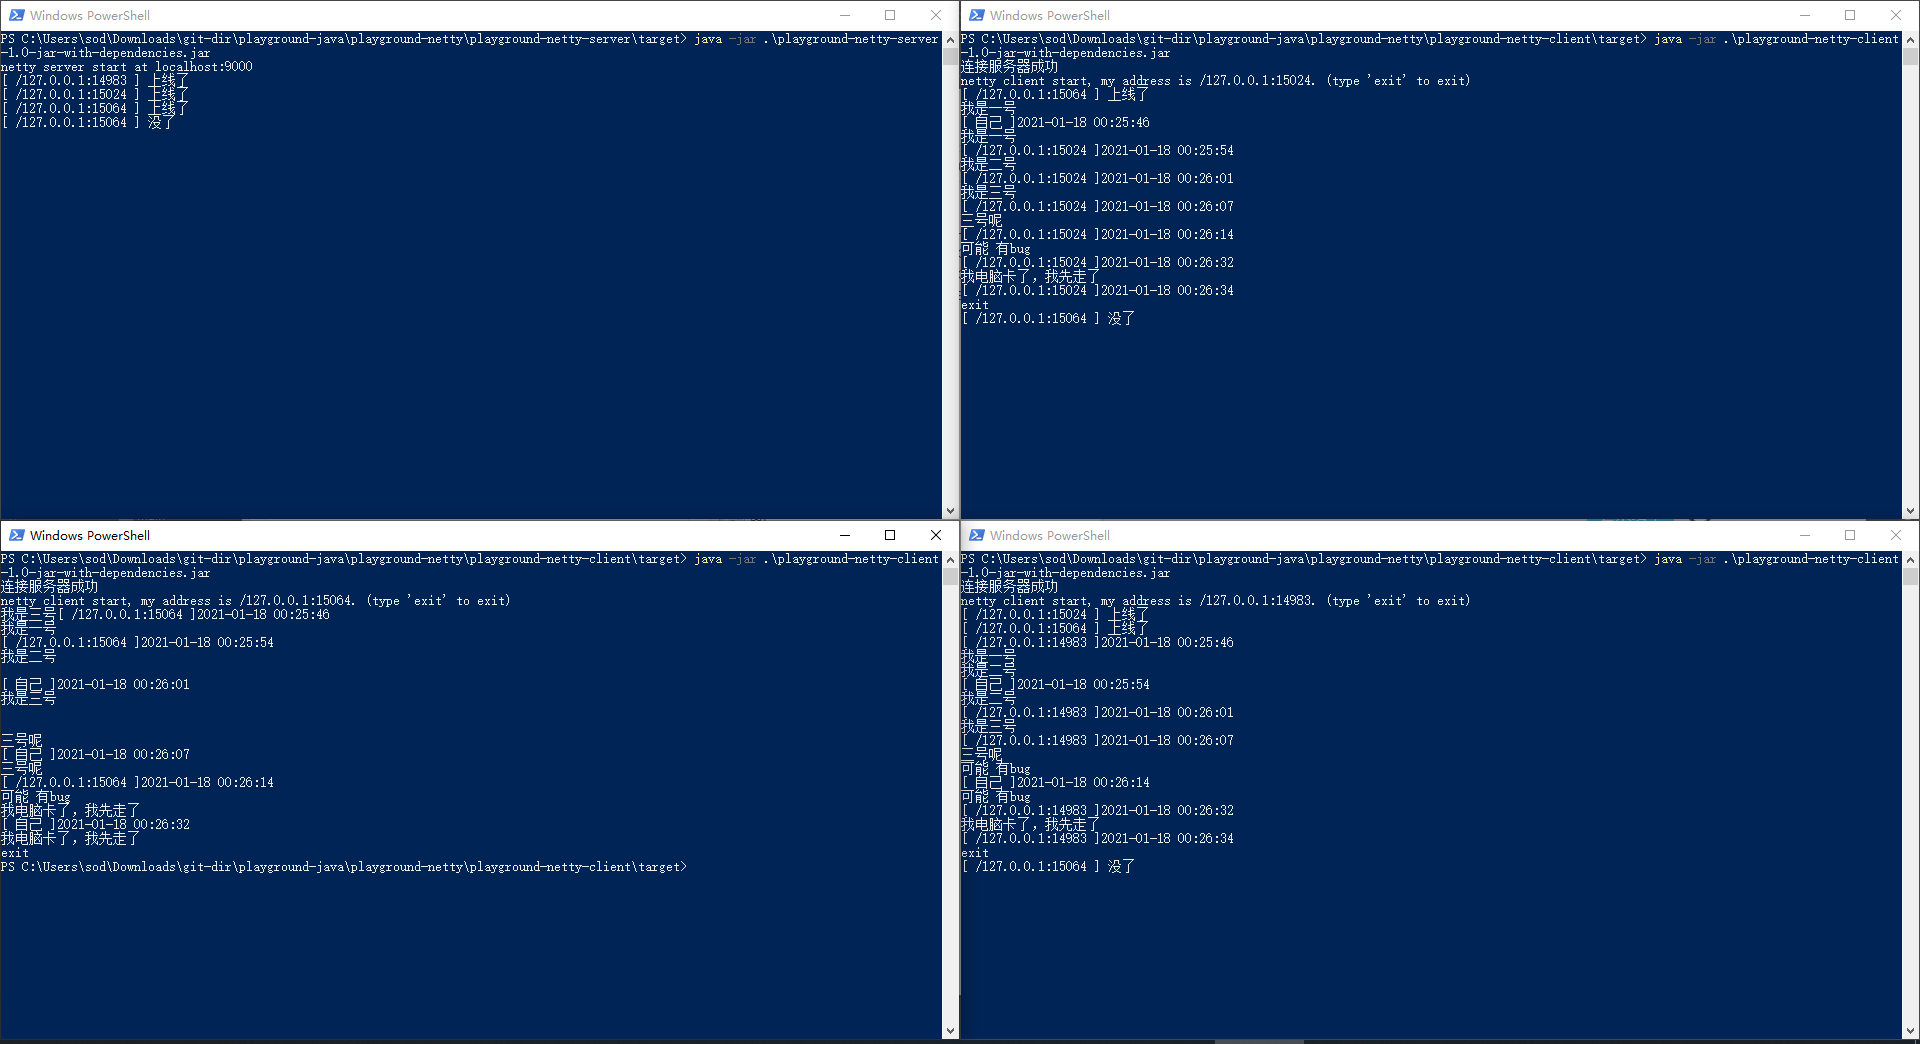 Windows PowerShell
PS C:\Users\sod\Downloads\git-dir\playground-java\playground-netty\playground-netty-server\target> java -jar .\playground-netty-server
-1.0-jar-with-dependencies.jar
netty server start at localhost:9000
[ /127.0.0.1:14983 ] 上线了
[ /127.0.0.1:15024 ] 上线了
[ /127.0.0.1:15064 ] 上线了
[ /127.0.0.1:15064 ] 没了
Windows PowerShell
PS C:\Users\sod\Downloads\git-dir\playground-java\playground-netty\playground-netty-client\target> java -jar .\playground-netty-client
-1.0-jar-with-dependencies.jar
连接服务器成功
netty client start, my address is /127.0.0.1:15024. (type 'exit' to exit)
[ /127.0.0.1:15064 ] 上线了
我是一号
[ 自己 ]2021-01-18 00:25:46
我是一号
[ /127.0.0.1:15024 ]2021-01-18 00:25:54
我是二号
[ /127.0.0.1:15024 ]2021-01-18 00:26:01
我是三号
[ /127.0.0.1:15024 ]2021-01-18 00:26:07
三号呢
[ /127.0.0.1:15024 ]2021-01-18 00:26:14
可能 有bug
[ /127.0.0.1:15024 ]2021-01-18 00:26:32
我电脑卡了，我先走了
[ /127.0.0.1:15024 ]2021-01-18 00:26:34
exit
[ /127.0.0.1:15064 ] 没了
Windows PowerShell
PS C:\Users\sod\Downloads\git-dir\playground-java\playground-netty\playground-netty-client\target> java -jar .\playground-netty-client
-1.0-jar-with-dependencies.jar
连接服务器成功
netty client start, my address is /127.0.0.1:15064. (type 'exit' to exit)
我是三号[ /127.0.0.1:15064 ]2021-01-18 00:25:46
我是一号
[ /127.0.0.1:15064 ]2021-01-18 00:25:54
我是二号
[ 自己 ]2021-01-18 00:26:01
我是三号
三号呢
[ 自己 ]2021-01-18 00:26:07
三号呢
[ /127.0.0.1:15064 ]2021-01-18 00:26:14
可能 有bug
我电脑卡了，我先走了
[ 自己 ]2021-01-18 00:26:32
我电脑卡了，我先走了
exit
PS C:\Users\sod\Downloads\git-dir\playground-java\playground-netty\playground-netty-client\target>
Windows PowerShell
PS C:\Users\sod\Downloads\git-dir\playground-java\playground-netty\playground-netty-client\target> java -jar .\playground-netty-client
-1.0-jar-with-dependencies.jar
连接服务器成功
netty client start, my address is /127.0.0.1:14983. (type 'exit' to exit)
[ /127.0.0.1:15024 ] 上线了
[ /127.0.0.1:15064 ] 上线了
[ /127.0.0.1:14983 ]2021-01-18 00:25:46
我是一号
我是二号
[ 自己 ]2021-01-18 00:25:54
我是二号
[ /127.0.0.1:14983 ]2021-01-18 00:26:01
我是三号
[ /127.0.0.1:14983 ]2021-01-18 00:26:07
三号呢
可能 有bug
[ 自己 ]2021-01-18 00:26:14
可能 有bug
[ /127.0.0.1:14983 ]2021-01-18 00:26:32
我电脑卡了，我先走了
[ /127.0.0.1:14983 ]2021-01-18 00:26:34
exit
[ /127.0.0.1:15064 ] 没了